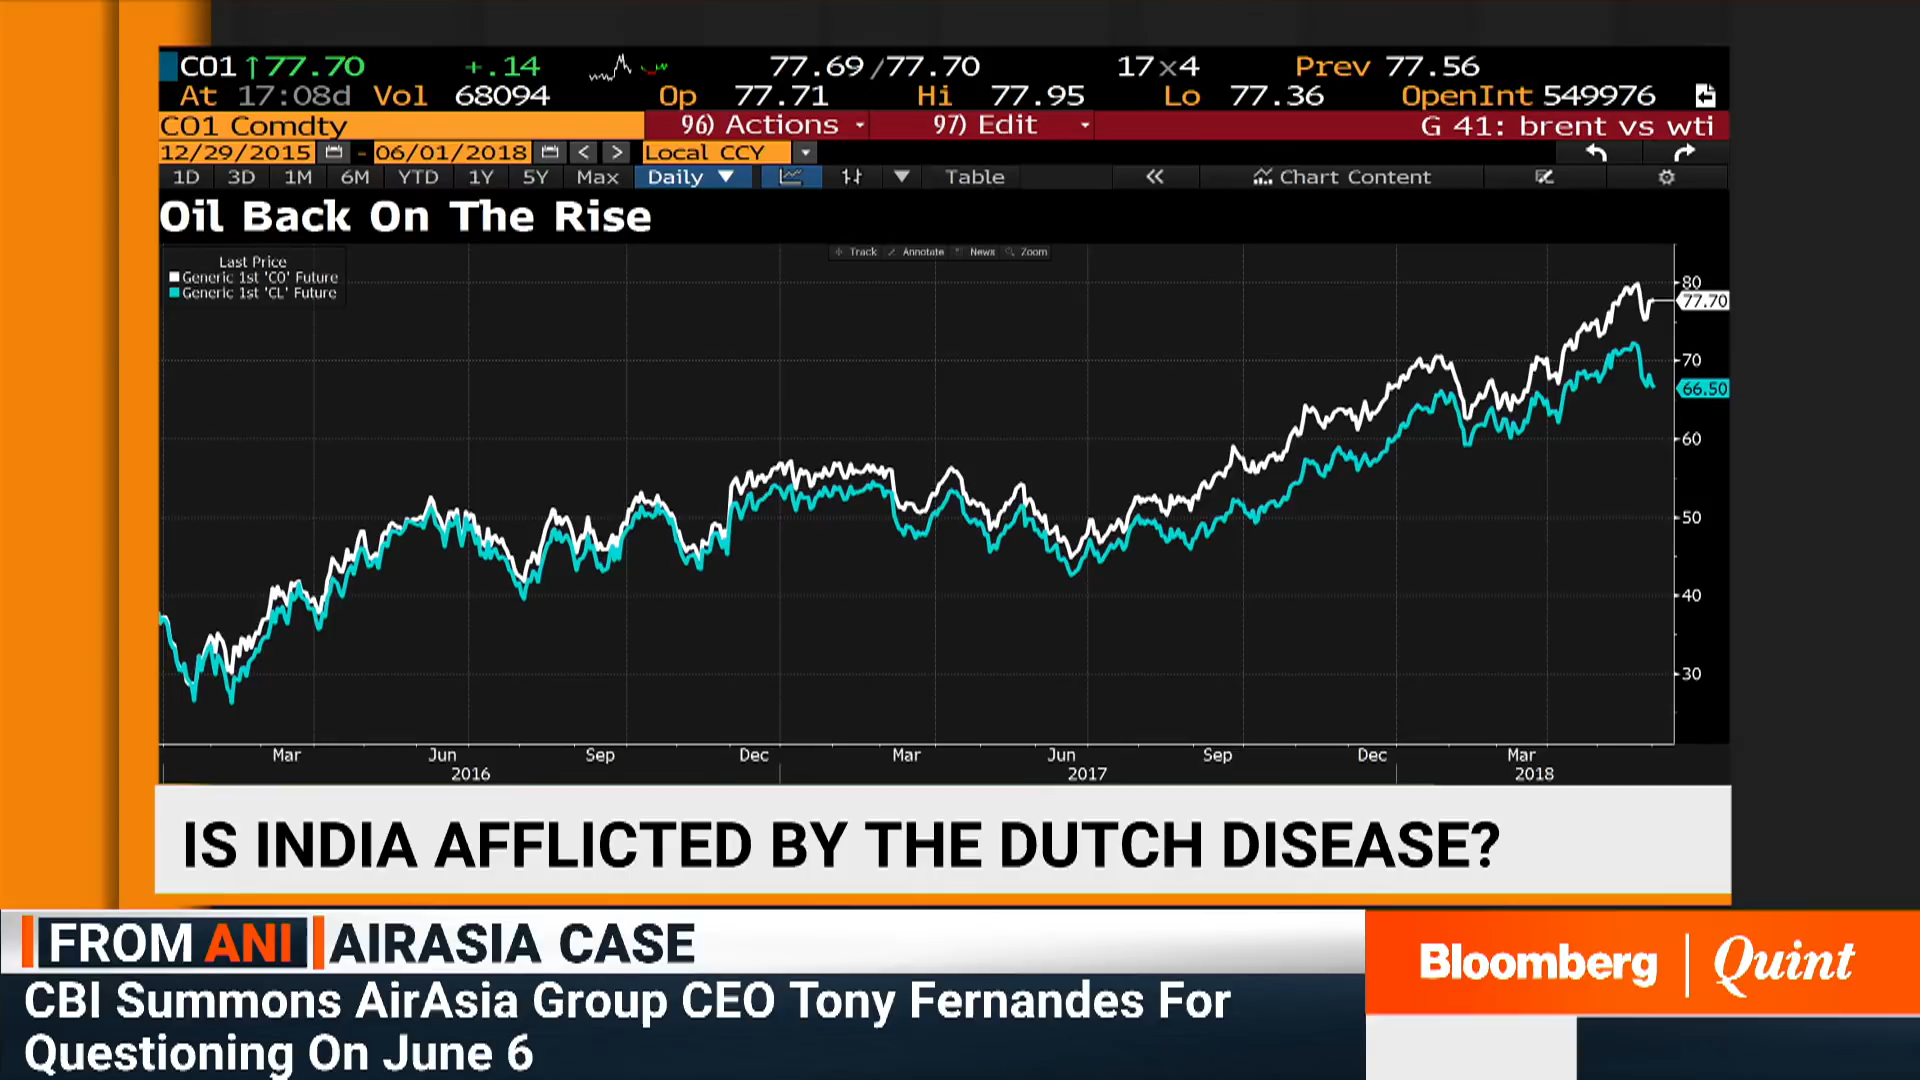 CO1 ↑77.70 +.14 77.69/77.70 17x4 Prev 77.56
At 17:08d Vol 68094 Op 77.71 Hi 77.95 Lo 77.36 OpenInt 549976
CO1 Comdty 96) Actions 97) Edit G 41: brent vs wti
12/29/2015 - 06/01/2018 < > Local CCY
1D 3D 1M 6M YTD 1Y 5Y Max Daily ▼ Table « Chart Content
Oil Back On The Rise
Track Annotate News Zoom
Last Price
Generic 1st 'CO' Future
Generic 1st 'CL' Future
80
77.70
70
66.50
60
50
40
30
Mar Jun Sep Dec Mar Jun Sep Dec Mar
2016 2017 2018
IS INDIA AFFLICTED BY THE DUTCH DISEASE?
FROM ANI AIRASIA CASE
Bloomberg | Quint
CBI Summons AirAsia Group CEO Tony Fernandes For
Questioning On June 6